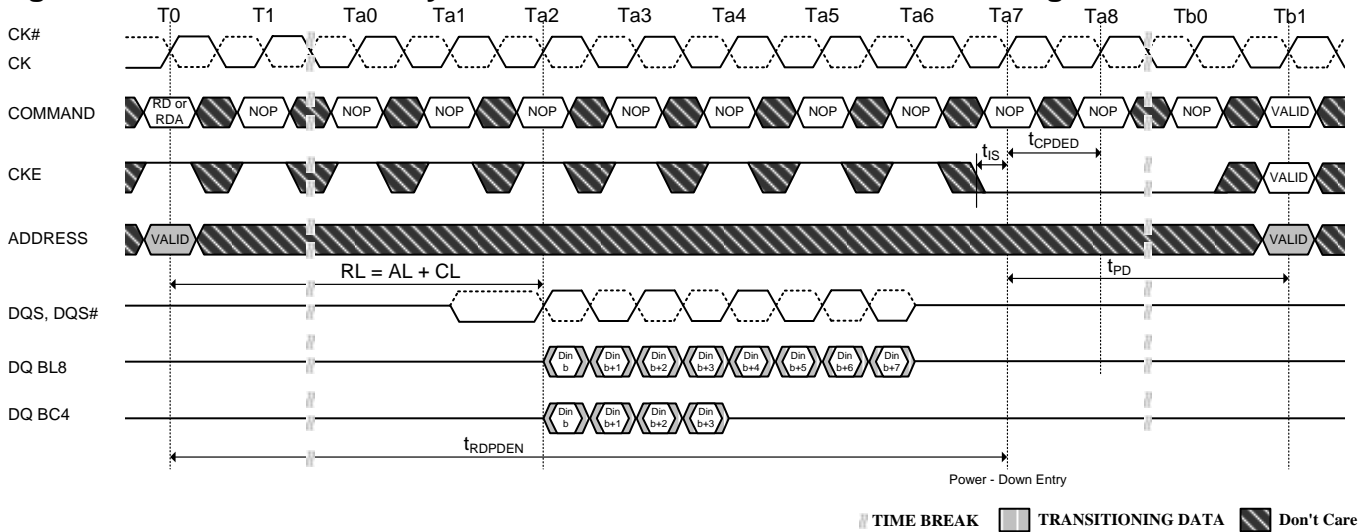 T0 T1 Ta0 Ta1 Ta2 Ta3 Ta4 Ta5 Ta6 Ta7 Ta8 Tb0 Tb1
CK#
CK
COMMAND RD or RDA NOP NOP NOP NOP NOP NOP NOP NOP NOP NOP NOP VALID
tIS tCPDED
CKE VALID
ADDRESS VALID VALID
RL = AL + CL tPD
DQS, DQS#
DQ BL8 Din b Din b+1 Din b+2 Din b+3 Din b+4 Din b+5 Din b+6 Din b+7
DQ BC4 Din b Din b+1 Din b+2 Din b+3
tRDPDEN
Power - Down Entry
TIME BREAK TRANSITIONING DATA Don't Care